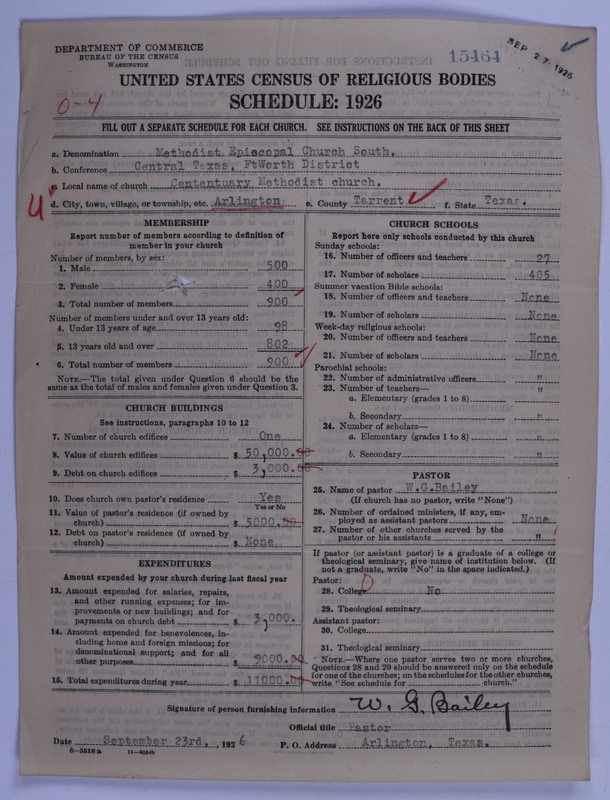 DEPARTMENT OF COMMERCE
BUREAU OF THE CENSUS
WASHINGTON
15464
SEP 27 1926
UNITED STATES CENSUS OF RELIGIOUS BODIES
SCHEDULE: 1926
0-4
FILL OUT A SEPARATE SCHEDULE FOR EACH CHURCH. SEE INSTRUCTIONS ON THE BACK OF THIS SHEET
a. Denomination Methodist Episcopal Church South.
b. Conference Central Texas, FtWorth District
c. Local name of church Cententuary Methodist church.
U d. City, town, village, or township, etc. Arlington e. County Tarrent f. State Texas.
MEMBERSHIP
Report number of members according to definition of
member in your church
Number of members, by sex:
1. Male 500
2. Female 400
3. Total number of members 900
Number of members under and over 13 years old:
4. Under 13 years of age 98
5. 13 years old and over 802
6. Total number of members 900
NOTE.—The total given under Question 6 should be the
same as the total of males and females given under Question 3.
CHURCH BUILDINGS
See instructions, paragraphs 10 to 12
7. Number of church edifices One
8. Value of church edifices $ 50,000.00
9. Debt on church edifices $ 3,000.00
10. Does church own pastor's residence Yes
Yes or No
11. Value of pastor's residence (if owned by
church) $ 5000.00
12. Debt on pastor's residence (if owned by
church) $ None
EXPENDITURES
Amount expended by your church during last fiscal year
13. Amount expended for salaries, repairs,
and other running expenses; for im-
provements or new buildings; and for
payments on church debt $
14. Amount expended for benevolences, in-
cluding home and foreign missions; for
denominational support; and for all
other purposes $
15. Total expenditures during year $ 11000.00
CHURCH SCHOOLS
Report here only schools conducted by this church
Sunday schools:
16. Number of officers and teachers 27
17. Number of scholars 405
Summer vacation Bible schools:
18. Number of officers and teachers None
19. Number of scholars None
Week-day religious schools:
20. Number of officers and teachers None
21. Number of scholars None
Parochial schools:
22. Number of administrative officers "
23. Number of teachers—
a. Elementary (grades 1 to 8) "
b. Secondary "
24. Number of scholars—
a. Elementary (grades 1 to 8) "
b. Secondary "
PASTOR
25. Name of pastor W.G.Bailey
(If church has no pastor, write "None")
26. Number of ordained ministers, if any, em-
ployed as assistant pastors None
27. Number of other churches served by the
pastor or his assistants "
If pastor (or assistant pastor) is a graduate of a college or
theological seminary, give name of institution below. (If
not a graduate, write "No" in the space indicated.)
Pastor:
28. College No
29. Theological seminary
Assistant pastor:
30. College
31. Theological seminary
NOTE.—Where one pastor serves two or more churches,
Questions 28 and 29 should be answered only on the schedule
for one of the churches; on the schedules for the other churches,
write "See schedule for church."
Signature of person furnishing information W. G. Bailey
Official title Pastor
Date September 23rd, 1926 P. O. Address Arlington, Texas.
8-5519a 11-9054b